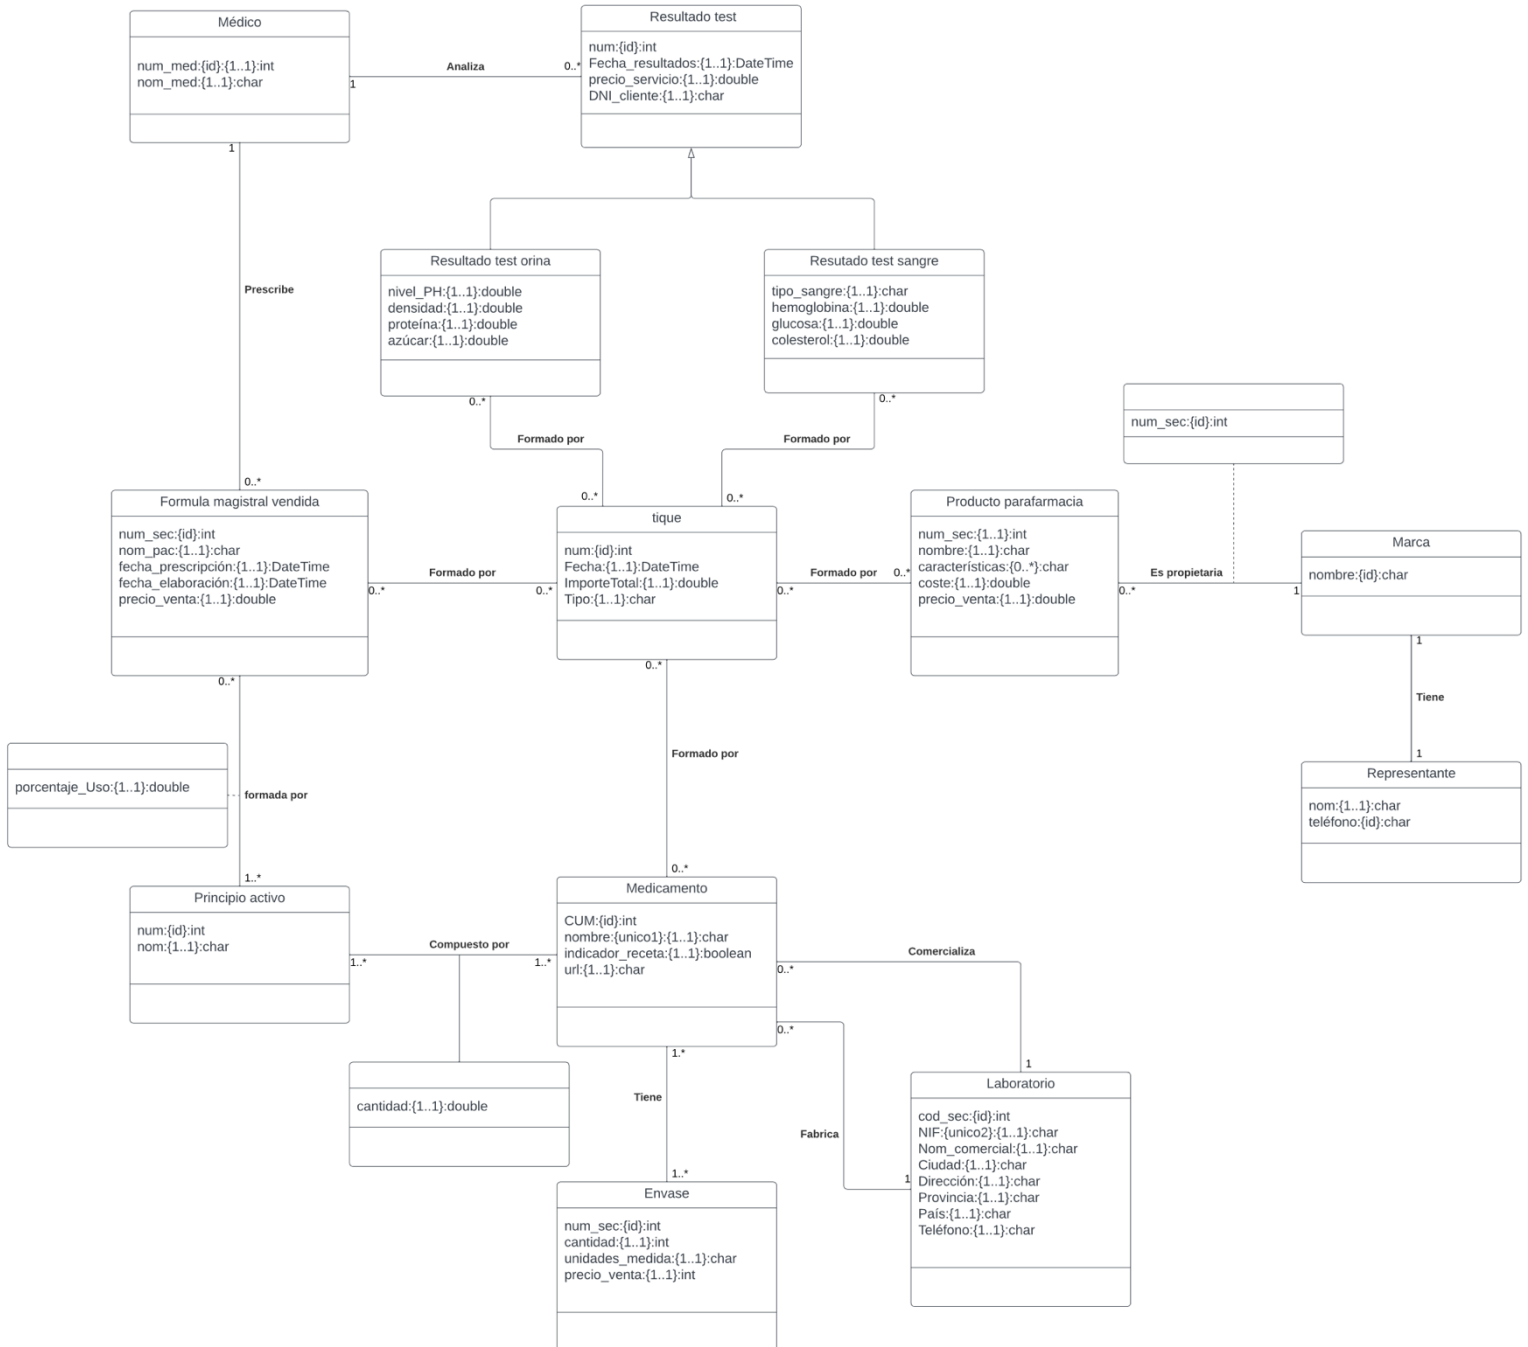 Médico
num_med:{id}:{1..1}:int
nom_med:{1..1}:char
Analiza
1
0..*
Resultado test
num:{id}:int
Fecha_resultados:{1..1}:DateTime
precio_servicio:{1..1}:double
DNI_cliente:{1..1}:char
1
Prescribe
0..*
Resultado test orina
nivel_PH:{1..1}:double
densidad:{1..1}:double
proteína:{1..1}:double
azúcar:{1..1}:double
0..*
Formado por
0..*
Resutado test sangre
tipo_sangre:{1..1}:char
hemoglobina:{1..1}:double
glucosa:{1..1}:double
colesterol:{1..1}:double
0..*
Formado por
0..*
num_sec:{id}:int
Formula magistral vendida
num_sec:{id}:int
nom_pac:{1..1}:char
fecha_prescripción:{1..1}:DateTime
fecha_elaboración:{1..1}:DateTime
precio_venta:{1..1}:double
0..*
Formado por
0..*
tique
num:{id}:int
Fecha:{1..1}:DateTime
ImporteTotal:{1..1}:double
Tipo:{1..1}:char
0..*
Formado por
0..*
Producto parafarmacia
num_sec:{1..1}:int
nombre:{1..1}:char
características:{0..*}:char
coste:{1..1}:double
precio_venta:{1..1}:double
0..*
Es propietaria
1
Marca
nombre:{id}:char
1
Tiene
1
Representante
nom:{1..1}:char
teléfono:{id}:char
0..*
porcentaje_Uso:{1..1}:double
formada por
1..*
0..*
Formado por
0..*
Principio activo
num:{id}:int
nom:{1..1}:char
1..*
Compuesto por
1..*
cantidad:{1..1}:double
Medicamento
CUM:{id}:int
nombre:{unico1}:{1..1}:char
indicador_receta:{1..1}:boolean
url:{1..1}:char
0..*
Comercializa
1
0..*
Fabrica
1
1.*
Tiene
1..*
Laboratorio
cod_sec:{id}:int
NIF:{unico2}:{1..1}:char
Nom_comercial:{1..1}:char
Ciudad:{1..1}:char
Dirección:{1..1}:char
Provincia:{1..1}:char
País:{1..1}:char
Teléfono:{1..1}:char
Envase
num_sec:{id}:int
cantidad:{1..1}:int
unidades_medida:{1..1}:char
precio_venta:{1..1}:int